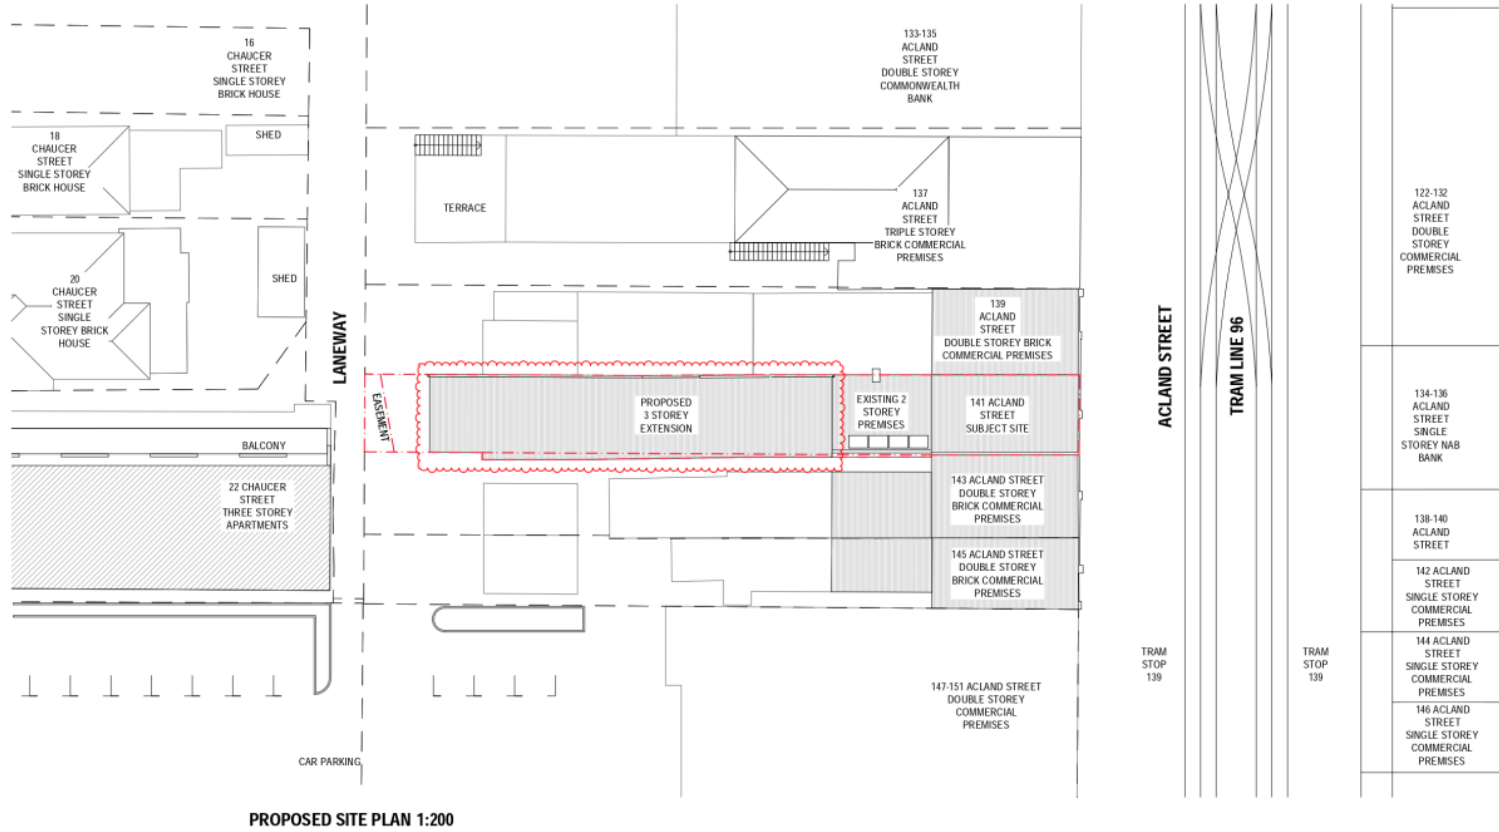 16
CHAUCER
STREET
SINGLE STOREY
BRICK HOUSE
SHED
18
CHAUCER
STREET
SINGLE STOREY
BRICK HOUSE
SHED
20
CHAUCER
STREET
SINGLE
STOREY BRICK
HOUSE
BALCONY
22 CHAUCER
STREET
THREE STOREY
APARTMENTS
CAR PARKING
LANEWAY
EASEMENT
133-135
ACLAND
STREET
DOUBLE STOREY
COMMONWEALTH
BANK
TERRACE
137
ACLAND
STREET
TRIPLE STOREY
BRICK COMMERCIAL
PREMISES
139
ACLAND
STREET
DOUBLE STOREY BRICK
COMMERCIAL PREMISES
PROPOSED
3 STOREY
EXTENSION
EXISTING 2
STOREY
PREMISES
141 ACLAND
STREET
SUBJECT SITE
143 ACLAND STREET
DOUBLE STOREY
BRICK COMMERCIAL
PREMISES
145 ACLAND STREET
DOUBLE STOREY
BRICK COMMERCIAL
PREMISES
147-151 ACLAND STREET
DOUBLE STOREY
COMMERCIAL
PREMISES
ACLAND STREET
TRAM LINE 96
TRAM
STOP
139
TRAM
STOP
139
122-132
ACLAND
STREET
DOUBLE
STOREY
COMMERCIAL
PREMISES
134-136
ACLAND
STREET
SINGLE
STOREY NAB
BANK
138-140
ACLAND
STREET
142 ACLAND
STREET
SINGLE STOREY
COMMERCIAL
PREMISES
144 ACLAND
STREET
SINGLE STOREY
COMMERCIAL
PREMISES
146 ACLAND
STREET
SINGLE STOREY
COMMERCIAL
PREMISES
PROPOSED SITE PLAN 1:200